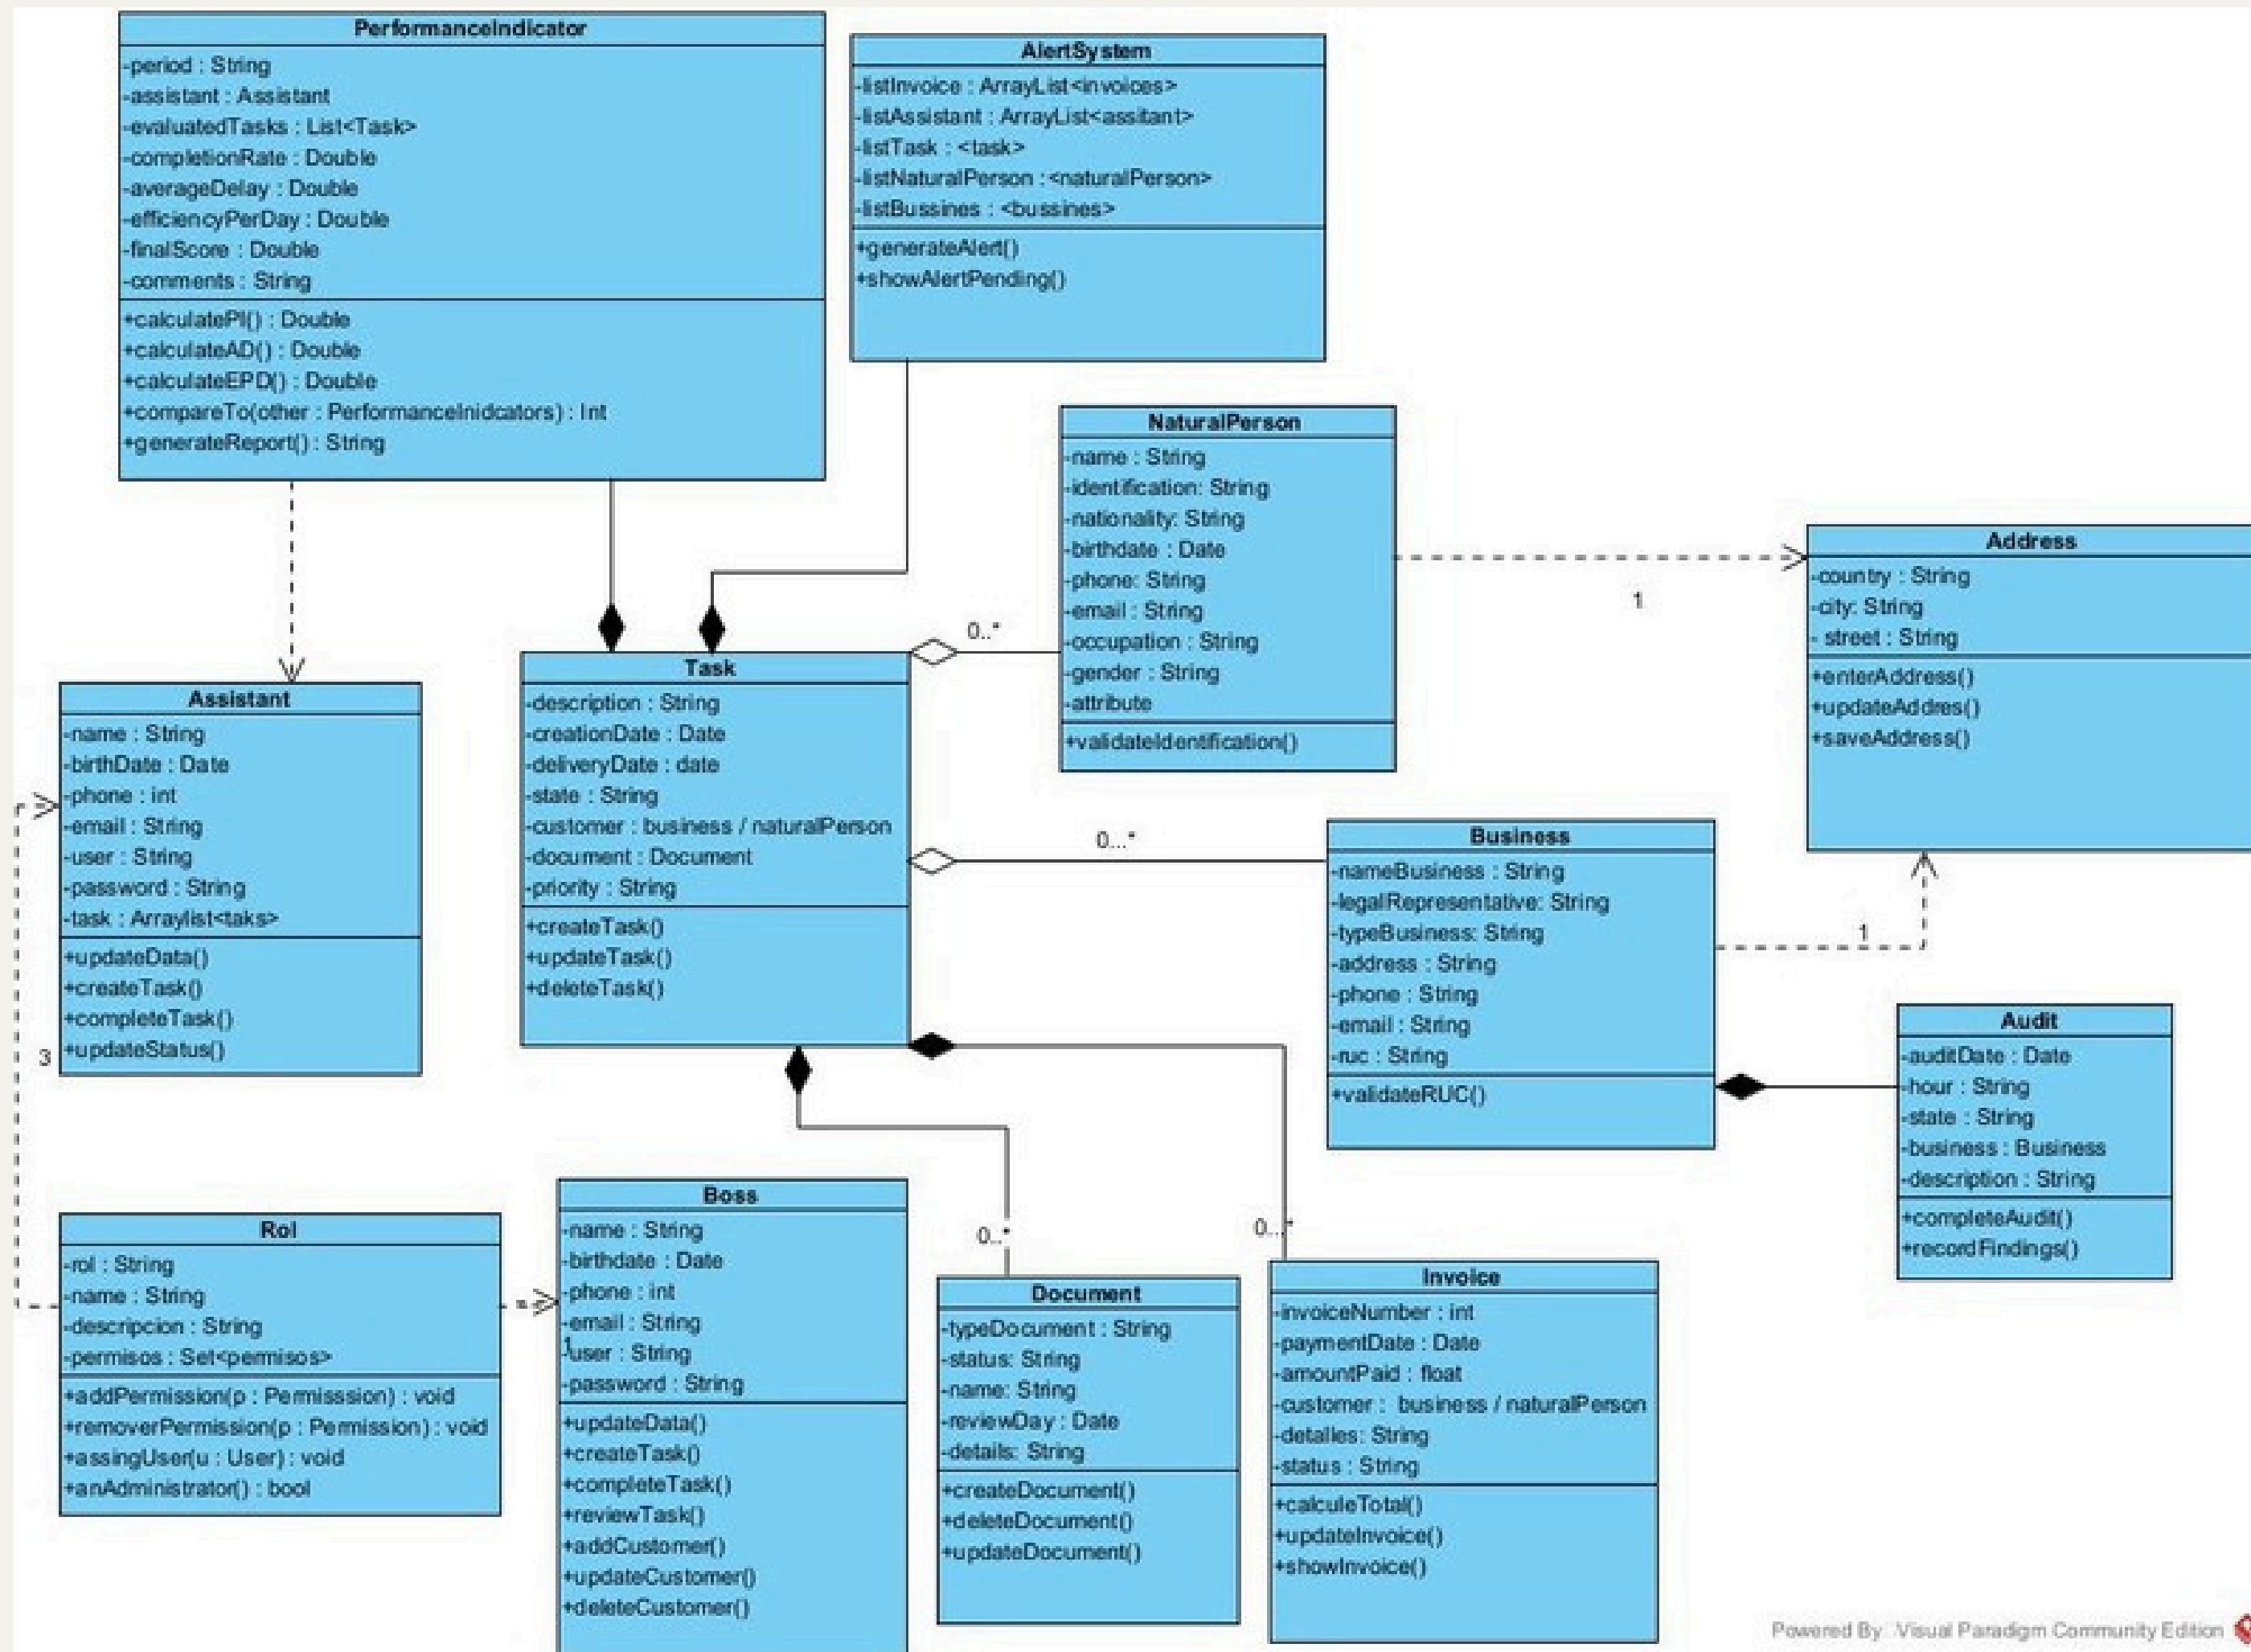 PerformanceIndicator
-period : String
-assistant : Assistant
-evaluatedTasks : List<Task>
-completionRate : Double
-averageDelay : Double
-efficiencyPerDay : Double
-finalScore : Double
-comments : String
+calculatePI() : Double
+calculateAD() : Double
+calculateEPD() : Double
+compareTo(other : PerformanceInidcators) : Int
+generateReport() : String
AlertSystem
-listInvoice : ArrayList<invoices>
-listAssistant : ArrayList<assitant>
-listTask : <task>
-listNaturalPerson :<naturalPerson>
-listBussines : <bussines>
+generateAlert()
+showAlertPending()
NaturalPerson
-name : String
-identification: String
-nationality: String
-birthdate : Date
-phone: String
-email : String
-occupation : String
-gender : String
-attribute
+validateIdentification()
1
Address
-country : String
-city: String
- street : String
+enterAddress()
+updateAddres()
+saveAddress()
0..*
Assistant
-name : String
-birthDate : Date
-phone : int
-email : String
-user : String
-password : String
-task : Arraylist<taks>
+updateData()
+createTask()
+completeTask()
+updateStatus()
3
Task
-description : String
-creationDate : Date
-deliveryDate : date
-state : String
-customer : business / naturalPerson
-document : Document
-priority : String
+createTask()
+updateTask()
+deleteTask()
0...*
Business
-nameBusiness : String
-legalRepresentative: String
-typeBusiness: String
-address : String
-phone : String
-email : String
-ruc : String
+validateRUC()
1
Audit
-auditDate : Date
-hour : String
-state : String
-business : Business
-description : String
+completeAudit()
+recordFindings()
Rol
-rol : String
-name : String
-descripcion : String
-permisos : Set<permisos>
+addPermission(p : Permisssion) : void
+removerPermission(p : Permission) : void
+assingUser(u : User) : void
+anAdministrator() : bool
Boss
-name : String
-birthdate : Date
-phone : int
-email : String
1
-user : String
-password : String
+updateData()
+createTask()
+completeTask()
+reviewTask()
+addCustomer()
+updateCustomer()
+deleteCustomer()
0..*
Document
-typeDocument : String
-status: String
-name: String
-reviewDay : Date
-details: String
+createDocument()
+deleteDocument()
+updateDocument()
0...*
Invoice
-invoiceNumber : int
-paymentDate : Date
-amountPaid : float
-customer : business / naturalPerson
-detalles: String
-status : String
+calculeTotal()
+updateInvoice()
+showInvoice()
Powered By: Visual Paradigm Community Edition